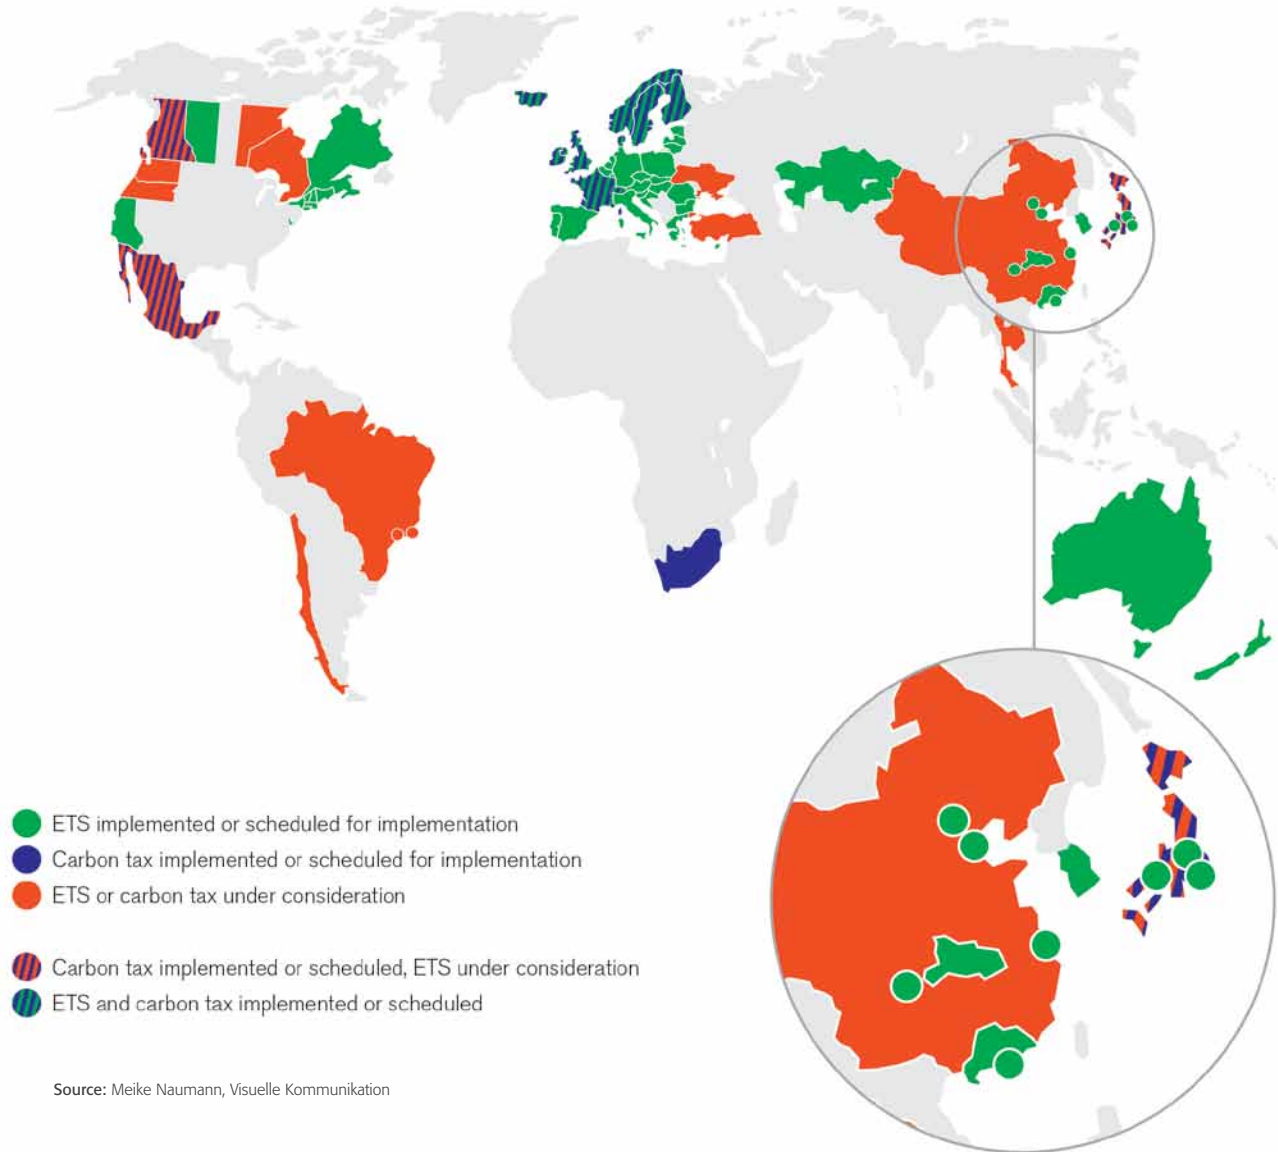 ETS implemented or scheduled for implementation
Carbon tax implemented or scheduled for implementation
ETS or carbon tax under consideration
Carbon tax implemented or scheduled, ETS under consideration
ETS and carbon tax implemented or scheduled
Source: Meike Naumann, Visuelle Kommunikation